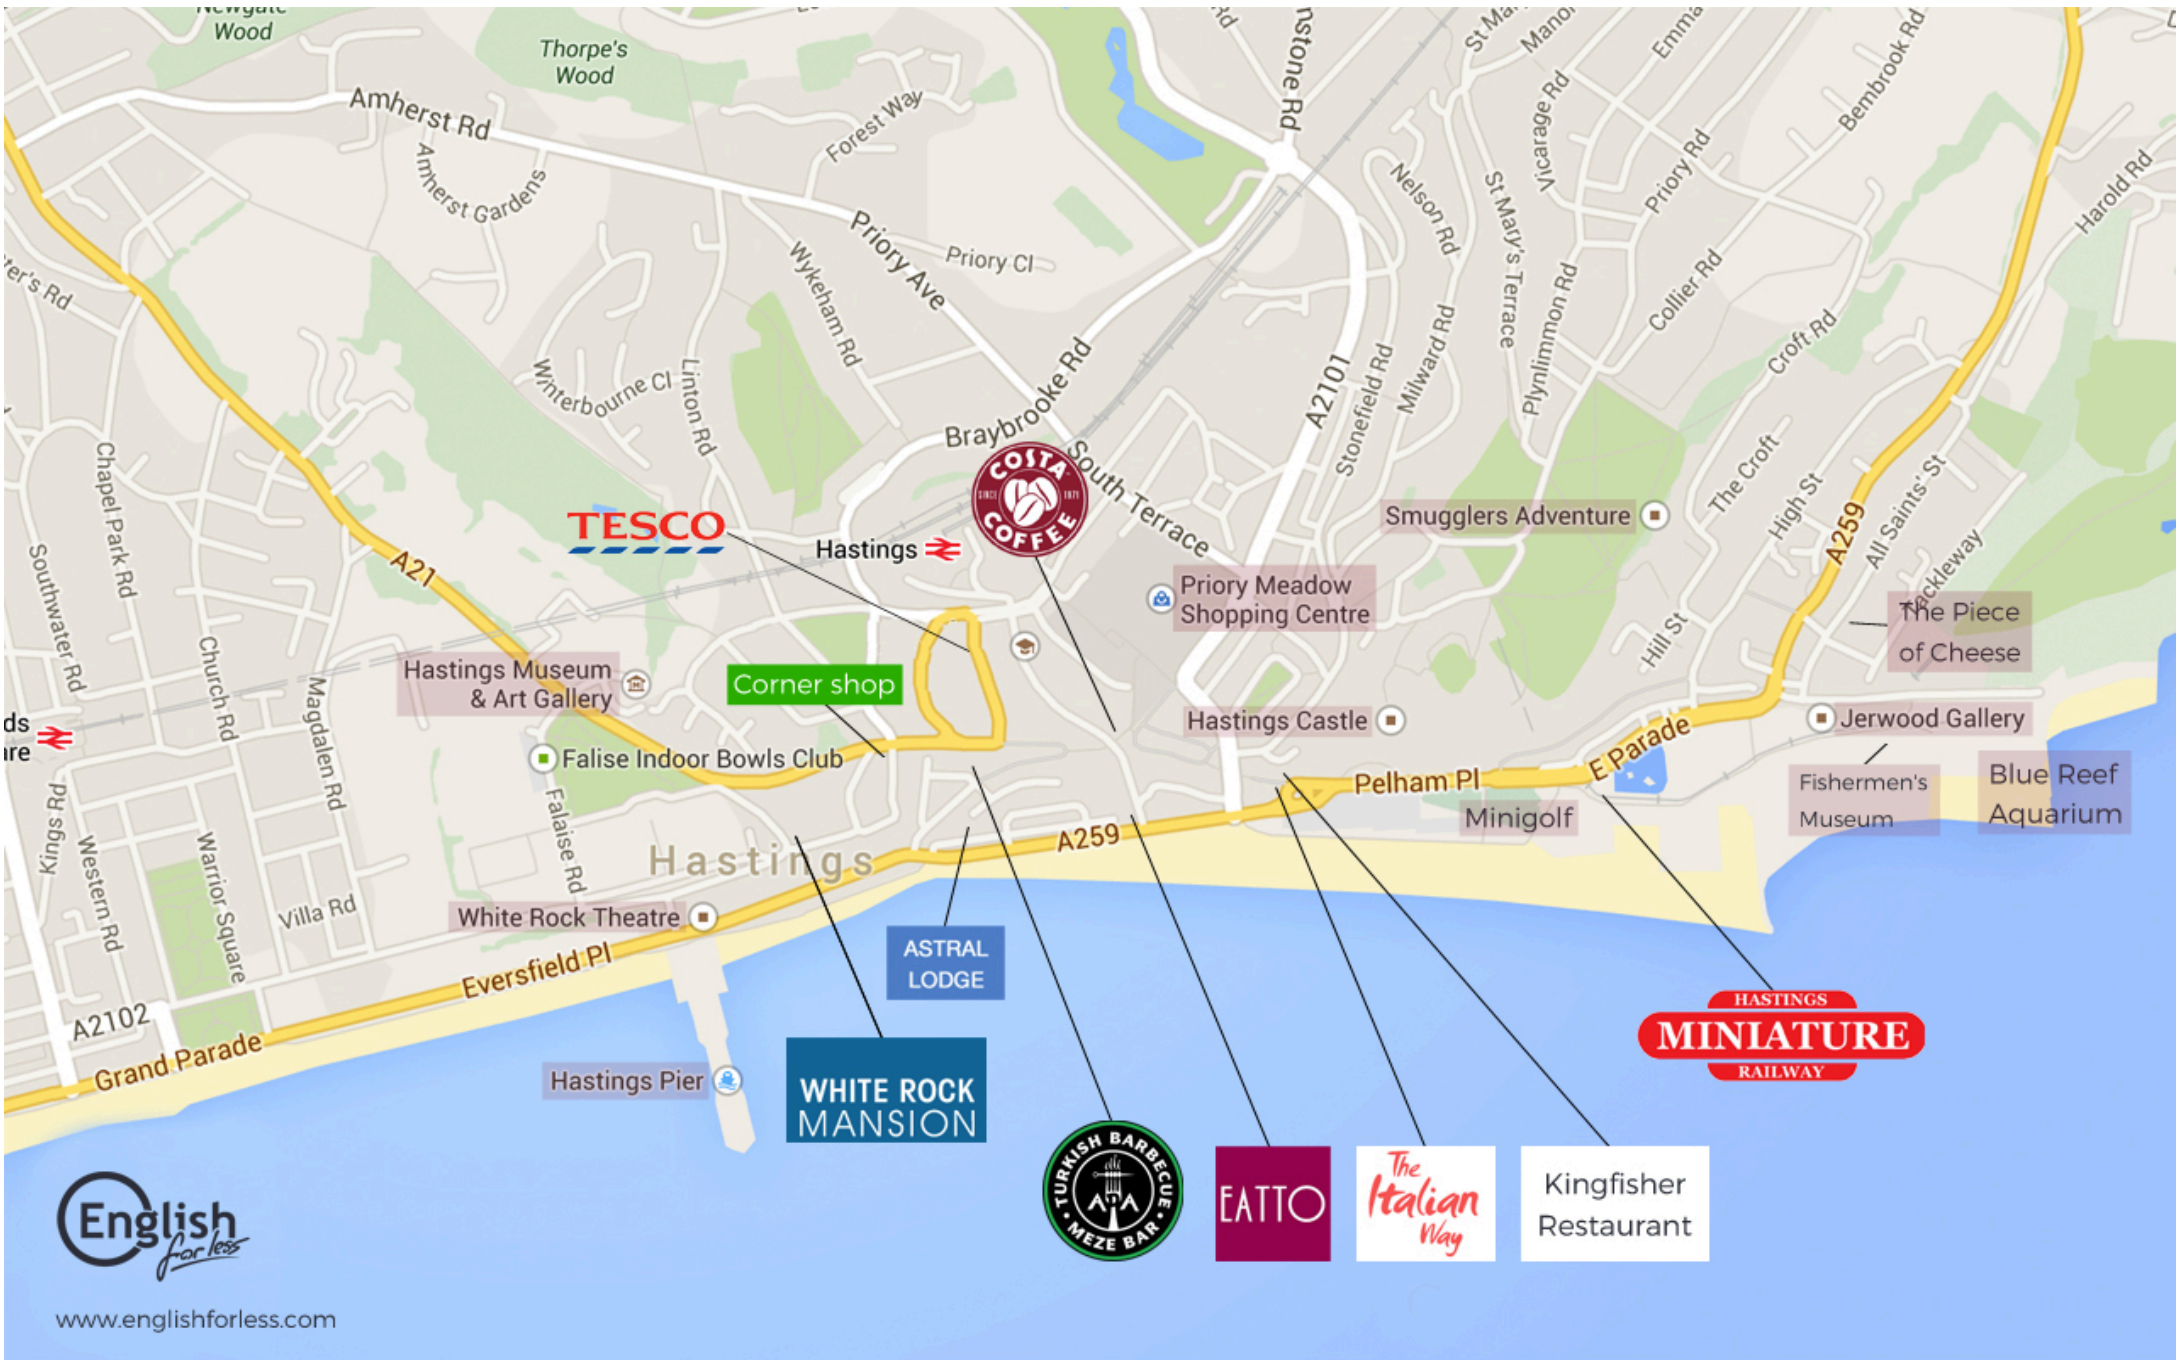 Newgate
Wood
Thorpe's
Wood
Amherst Rd
Amherst Gardens
Forest Way
Priory Ave
Priory Cl
Wykeham Rd
Winterbourne Cl
Linton Rd
Braybrooke Rd
South Terrace
A2101
Stonefield Rd
Milward Rd
Nelson Rd
St Mary's Terrace
Vicarage Rd
Plynlimmon Rd
Priory Rd
Collier Rd
Bembrook Rd
Croft Rd
The Croft
High St
Hill St
A259
All Saints' St
Harold Rd
A21
Chapel Park Rd
Southwater Rd
Church Rd
Magdalen Rd
Kings Rd
Western Rd
Warrior Square
Villa Rd
Falaise Rd
A2102
Grand Parade
Eversfield Pl
A259
Pelham Pl
E Parade
TESCO
COSTA
SINCE 1971
COFFEE
Hastings
Priory Meadow
Shopping Centre
Smugglers Adventure
The Piece
of Cheese
Hastings Museum
& Art Gallery
Corner shop
Falise Indoor Bowls Club
Hastings Castle
Jerwood Gallery
Fishermen's
Museum
Blue Reef
Aquarium
Minigolf
Hastings
White Rock Theatre
Hastings Pier
ASTRAL
LODGE
WHITE ROCK
MANSION
TURKISH BARBECUE
ADA
MEZE BAR
EATTO
The
Italian
Way
Kingfisher
Restaurant
HASTINGS
MINIATURE
RAILWAY
English
for less
www.englishforless.com